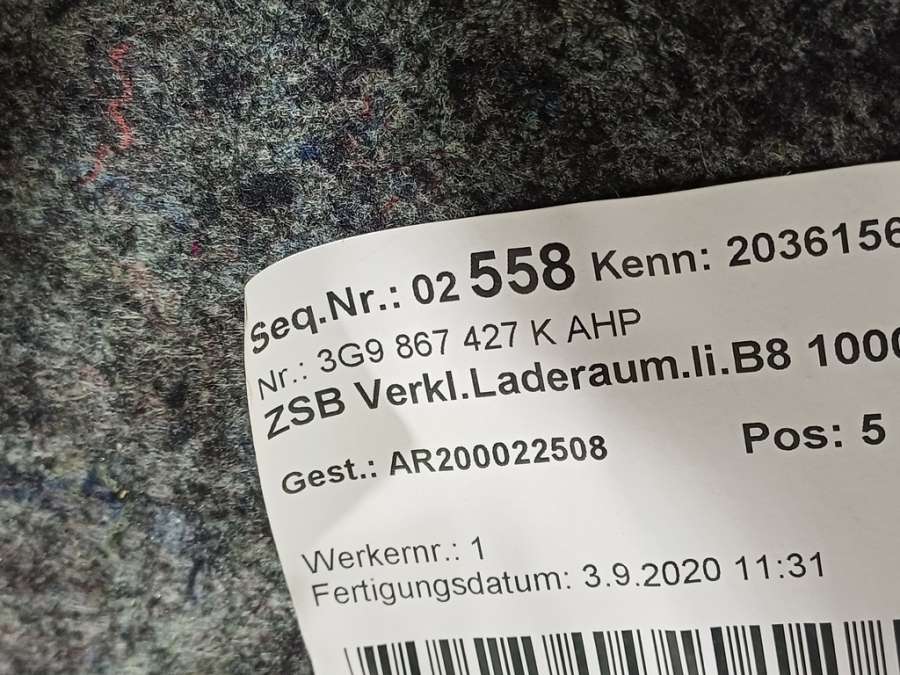 Seq.Nr.: 02 558 Kenn: 2036156
Nr.: 3G9 867 427 K AHP
ZSB Verkl.Laderaum.li.B8 1000
Gest.: AR200022508 Pos: 5
Werkernr.: 1
Fertigungsdatum: 3.9.2020 11:31